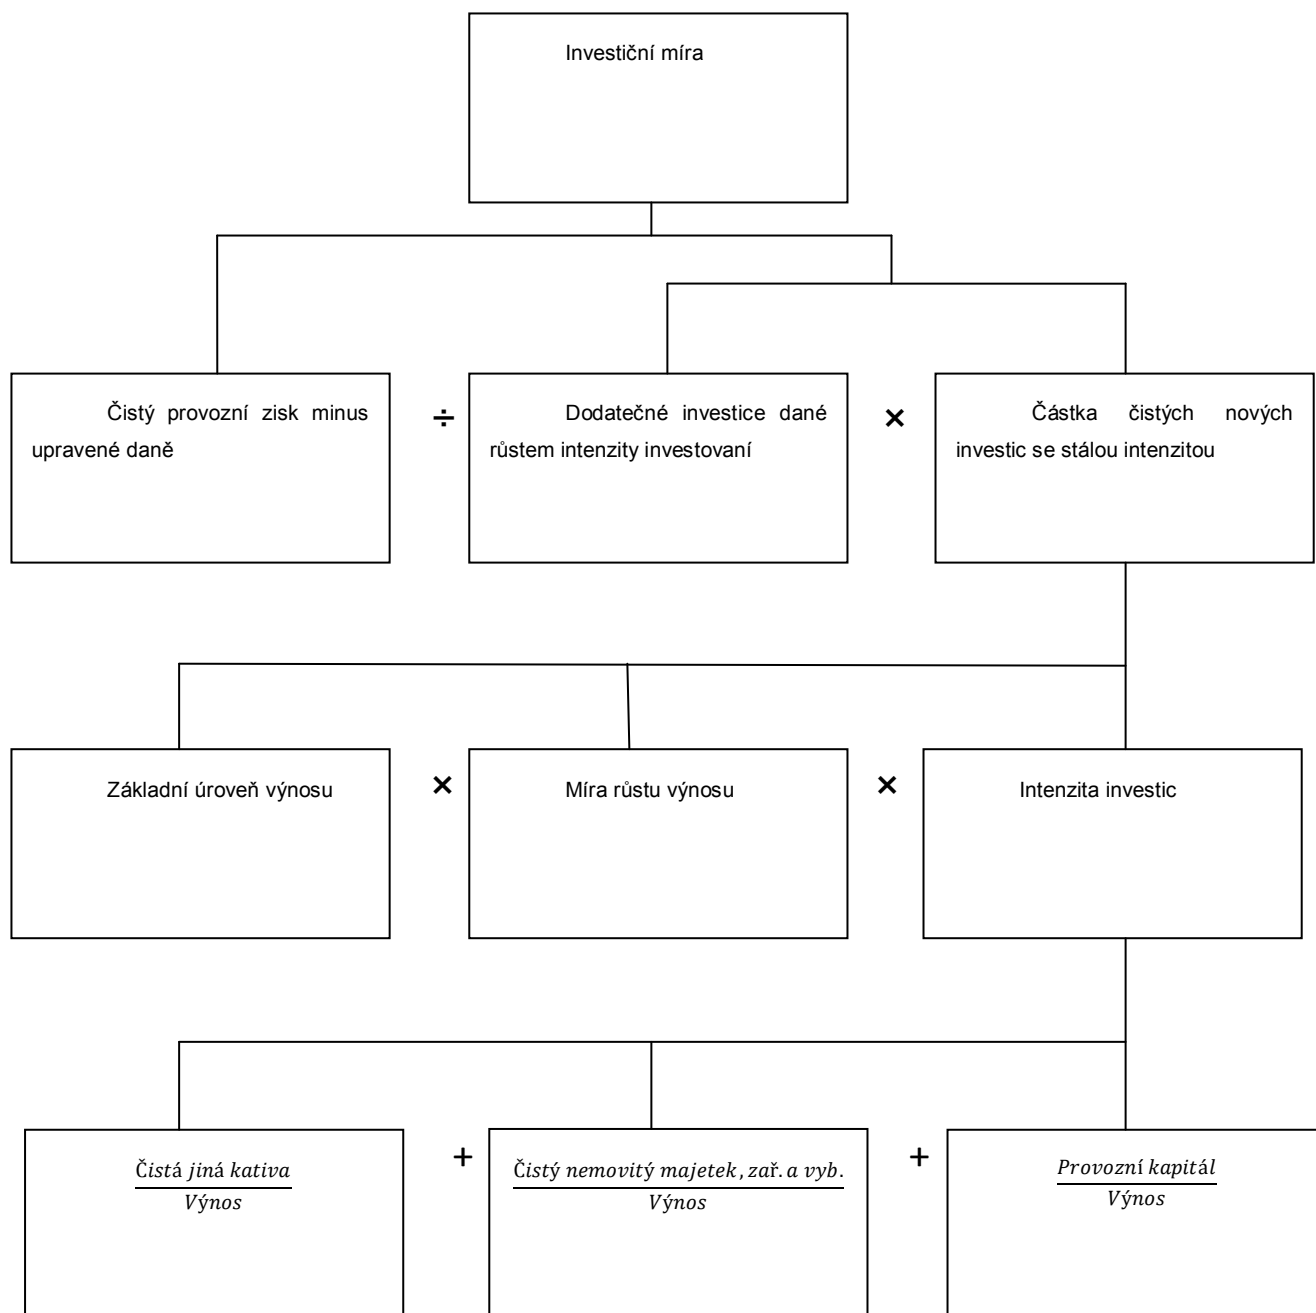 Investiční míra
Čistý provozní zisk minus
upravené daně
÷
Dodatečné investice dané
růstem intenzity investovaní
×
Částka čistých nových
investic se stálou intenzitou
Základní úroveň výnosu
×
Míra růstu výnosu
×
Intenzita investic
Čistá jiná kativa
Výnos
+
Čistý nemovitý majetek, zař. a vyb.
Výnos
+
Provozní kapitál
Výnos